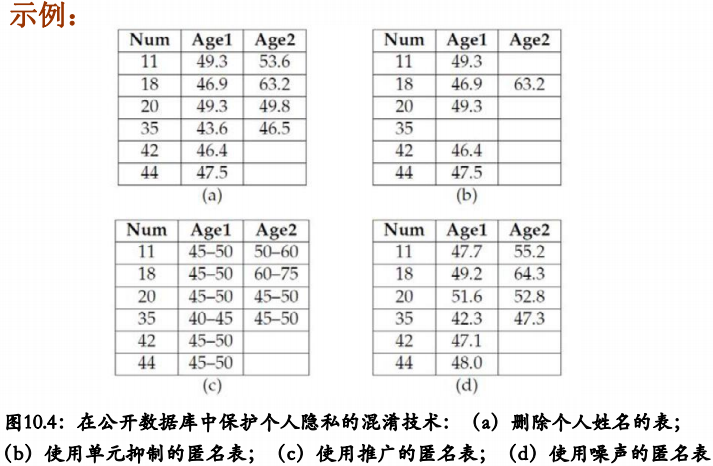 示例：
Num Age1 Age2 Num Age1 Age2
11 49.3 53.6 11 49.3
18 46.9 63.2 18 46.9 63.2
20 49.3 49.8 20 49.3
35 43.6 46.5 35
42 46.4 42 46.4
44 47.5 44 47.5
(a) (b)
Num Age1 Age2 Num Age1 Age2
11 45–50 50–60 11 47.7 55.2
18 45–50 60–75 18 49.2 64.3
20 45–50 45–50 20 51.6 52.8
35 40–45 45–50 35 42.3 47.3
42 45–50 42 47.1
44 45–50 44 48.0
(c) (d)
图10.4：在公开数据库中保护个人隐私的混淆技术：（a）删除个人姓名的表；
（b）使用单元抑制的匿名表；（c）使用推广的匿名表；（d）使用噪声的匿名表